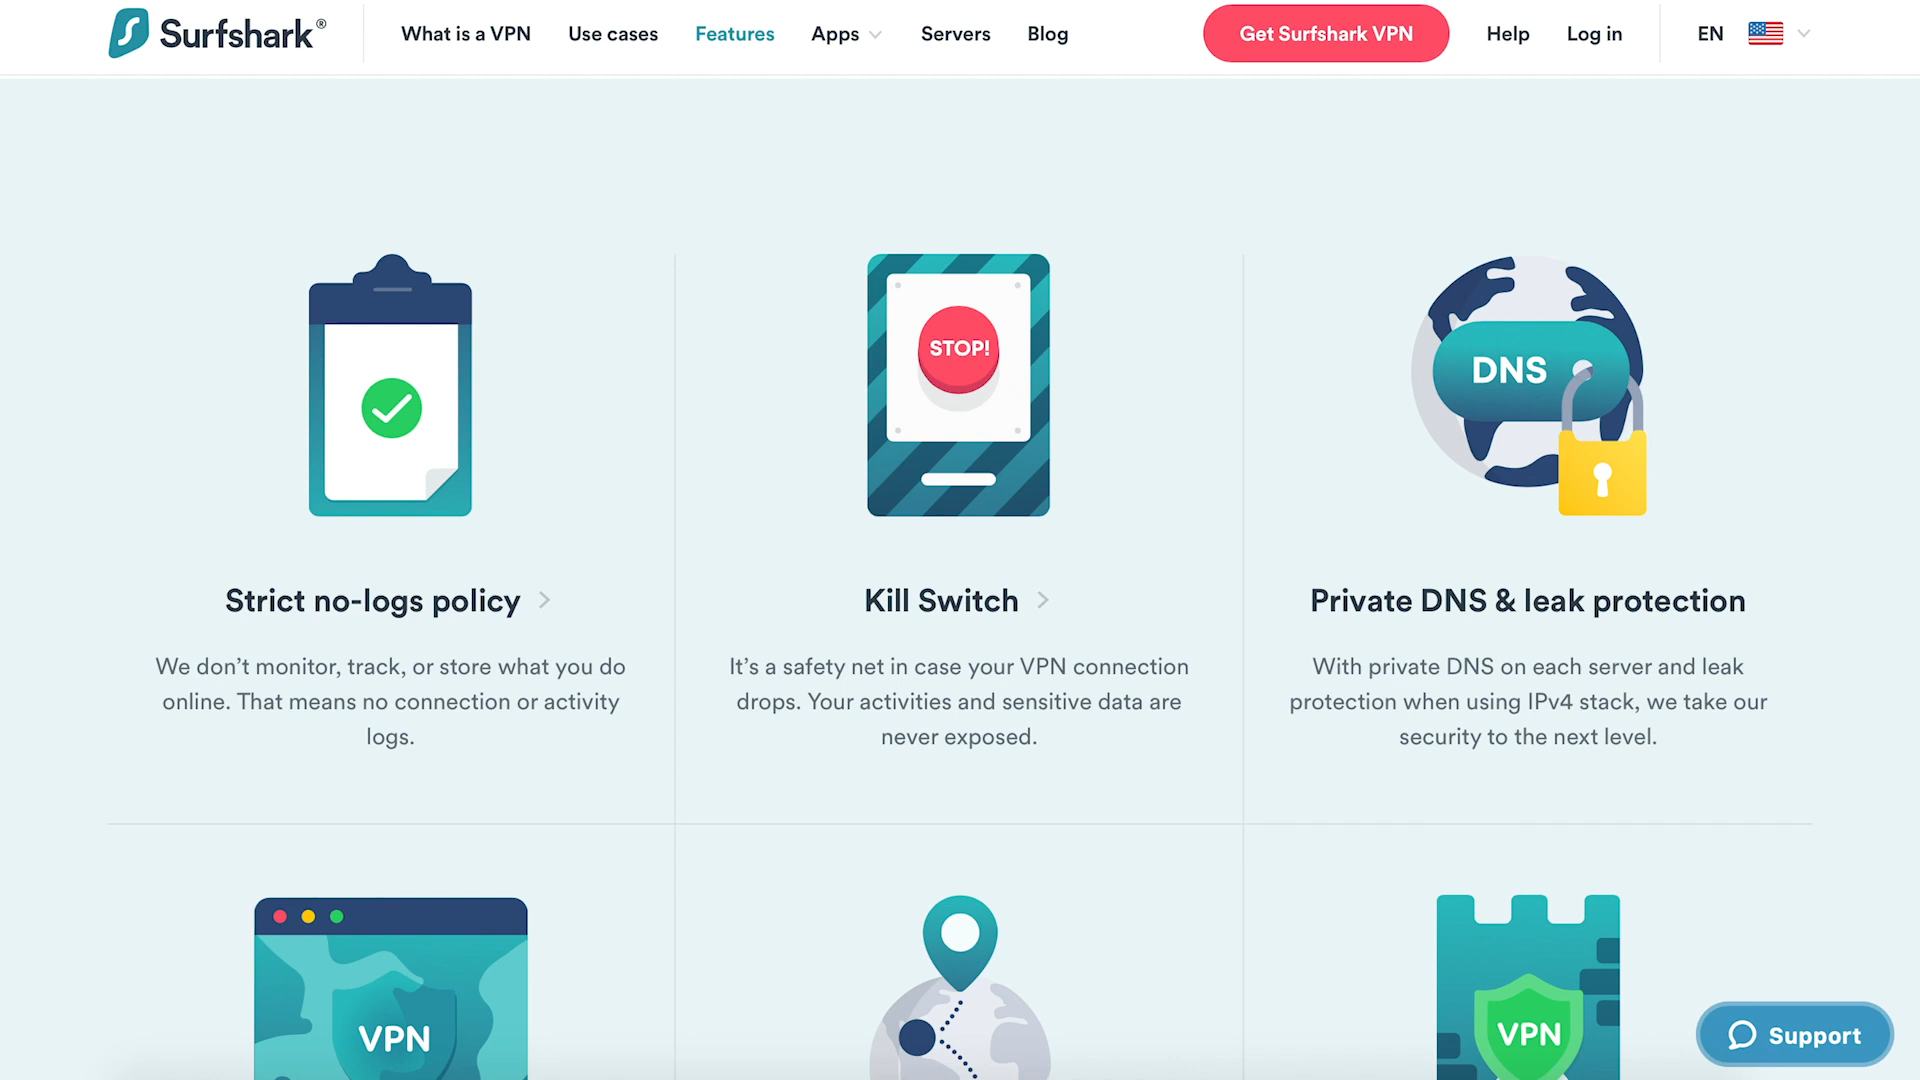 Surfshark®
What is a VPN
Use cases
Features
Apps
Servers
Blog
Get Surfshark VPN
Help
Log in
EN
STOP!
DNS
Strict no-logs policy
We don’t monitor, track, or store what you do
online. That means no connection or activity
logs.
Kill Switch
It’s a safety net in case your VPN connection
drops. Your activities and sensitive data are
never exposed.
Private DNS & leak protection
With private DNS on each server and leak
protection when using IPv4 stack, we take our
security to the next level.
VPN
VPN
Support